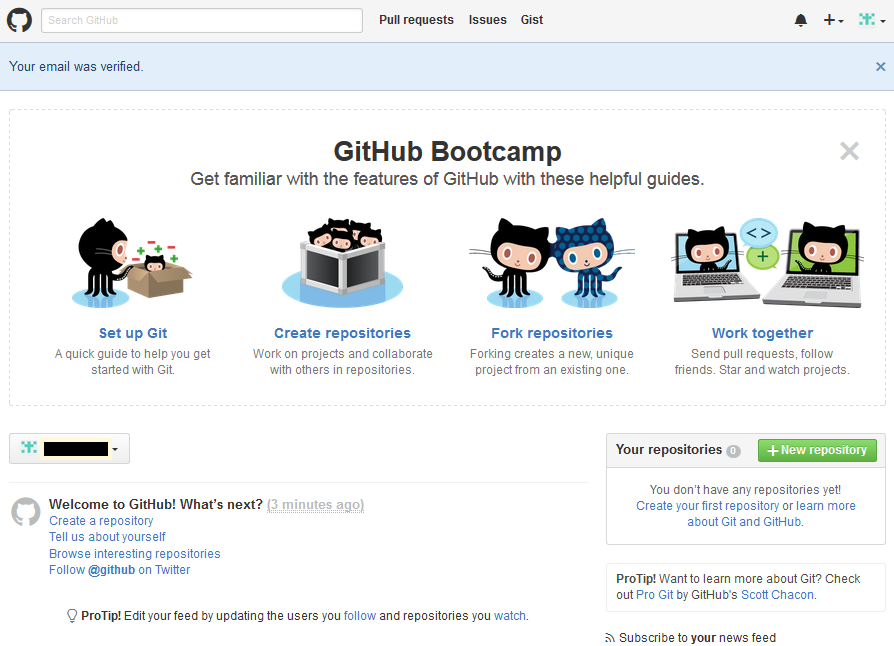 Search GitHub
Pull requests Issues Gist
Your email was verified.
GitHub Bootcamp
Get familiar with the features of GitHub with these helpful guides.
Set up Git
A quick guide to help you get
started with Git.
Create repositories
Work on projects and collaborate
with others in repositories.
Fork repositories
Forking creates a new, unique
project from an existing one.
Work together
Send pull requests, follow
friends. Star and watch projects.
Welcome to GitHub! What's next? (3 minutes ago)
Create a repository
Tell us about yourself
Browse interesting repositories
Follow @github on Twitter
ProTip! Edit your feed by updating the users you follow and repositories you watch.
Your repositories 0
New repository
You don't have any repositories yet!
Create your first repository or learn more
about Git and GitHub.
ProTip! Want to learn more about Git? Check
out Pro Git by GitHub's Scott Chacon.
Subscribe to your news feed